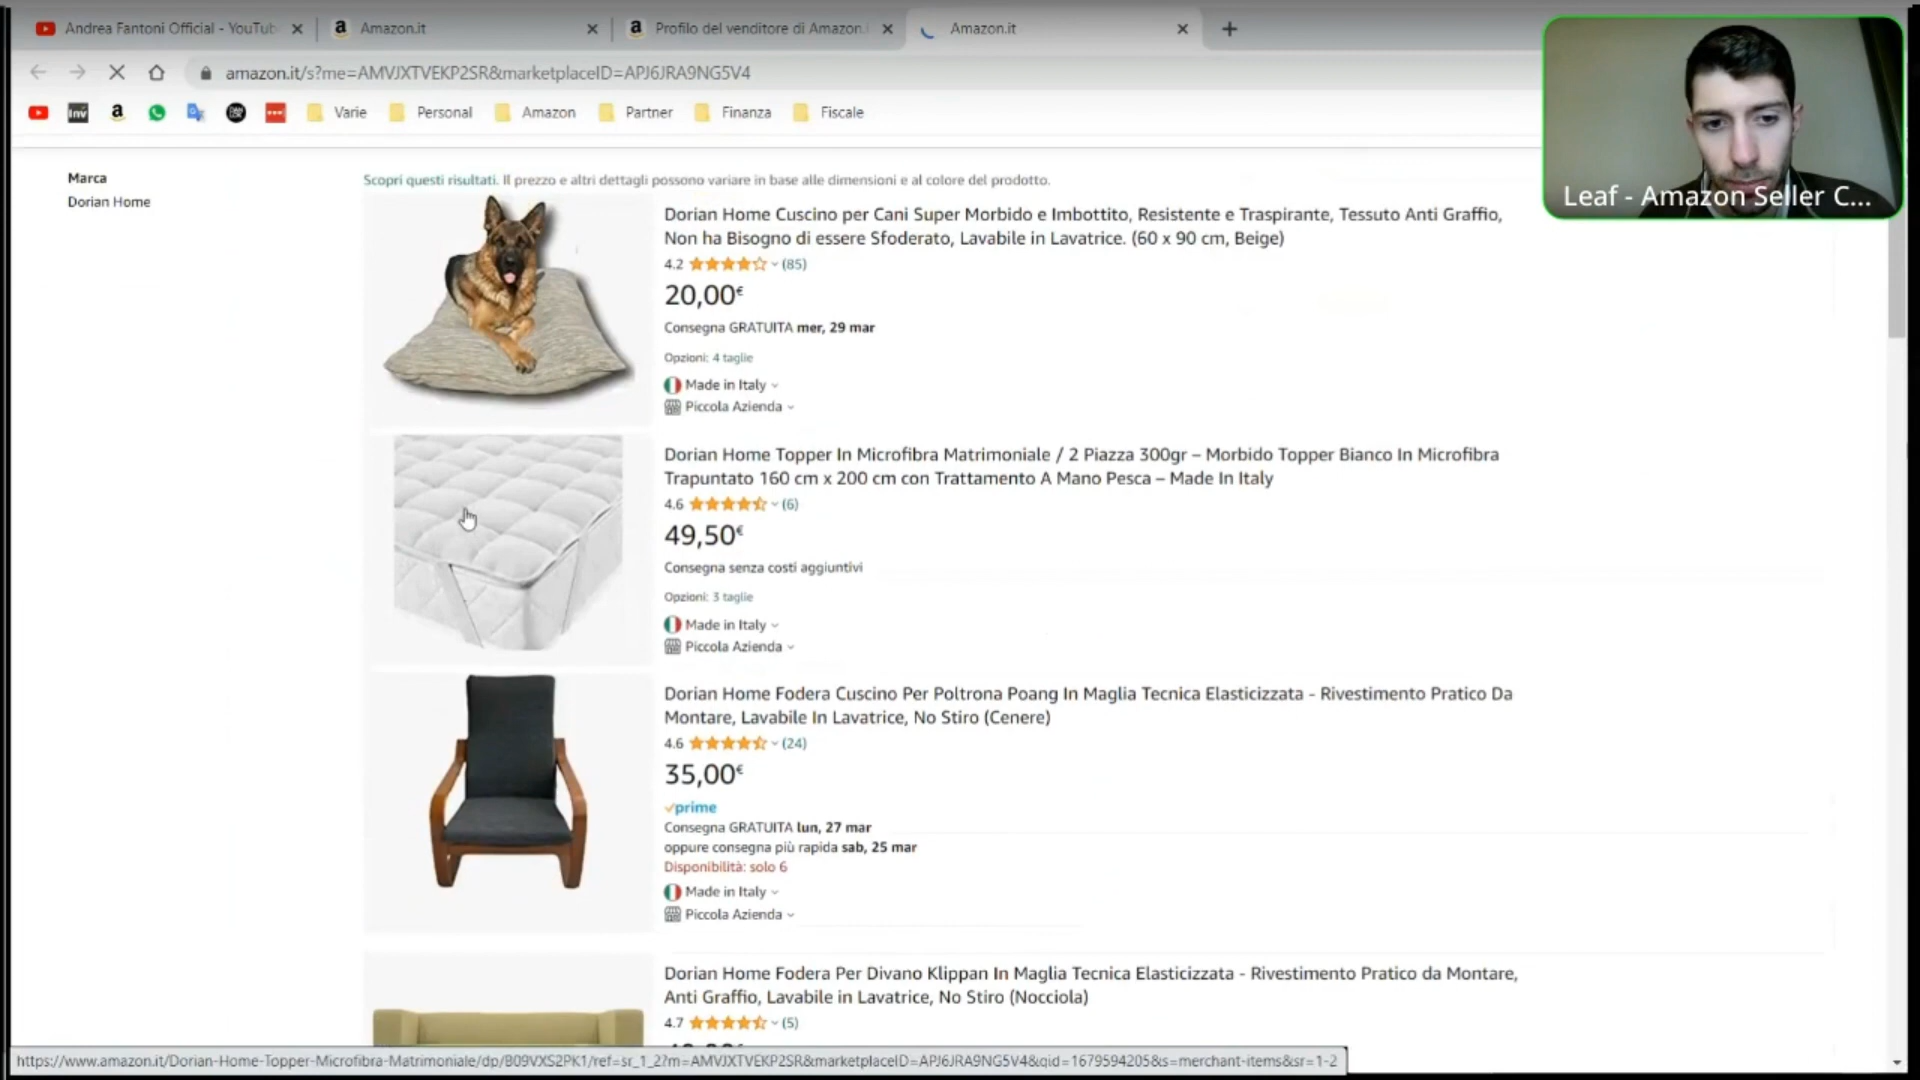 Andrea Fantoni Official - YouTub
Amazon.it
Profilo del venditore di Amazon.i
Amazon.it
amazon.it/s?me=AMVJXTVEKP2SR&marketplaceID=APJ6JRA9NG5V4
Inv
Varie
Personal
Amazon
Partner
Finanza
Fiscale
Leaf - Amazon Seller C...
Marca
Dorian Home
Scopri questi risultati. Il prezzo e altri dettagli possono variare in base alle dimensioni e al colore del prodotto.
Dorian Home Cuscino per Cani Super Morbido e Imbottito, Resistente e Traspirante, Tessuto Anti Graffio,
Non ha Bisogno di essere Sfoderato, Lavabile in Lavatrice. (60 x 90 cm, Beige)
4.2 (85)
20,00€
Consegna GRATUITA mer, 29 mar
Opzioni: 4 taglie
Made in Italy
Piccola Azienda
Dorian Home Topper In Microfibra Matrimoniale / 2 Piazza 300gr – Morbido Topper Bianco In Microfibra
Trapuntato 160 cm x 200 cm con Trattamento A Mano Pesca – Made In Italy
4.6 (6)
49,50€
Consegna senza costi aggiuntivi
Opzioni: 3 taglie
Made in Italy
Piccola Azienda
Dorian Home Fodera Cuscino Per Poltrona Poang In Maglia Tecnica Elasticizzata - Rivestimento Pratico Da
Montare, Lavabile In Lavatrice, No Stiro (Cenere)
4.6 (24)
35,00€
prime
Consegna GRATUITA lun, 27 mar
oppure consegna più rapida sab, 25 mar
Disponibilità: solo 6
Made in Italy
Piccola Azienda
Dorian Home Fodera Per Divano Klippan In Maglia Tecnica Elasticizzata - Rivestimento Pratico da Montare,
Anti Graffio, Lavabile in Lavatrice, No Stiro (Nocciola)
4.7 (5)
https://www.amazon.it/Dorian-Home-Topper-Microfibra-Matrimoniale/dp/B09VXS2PK1/ref=sr_1_2?m=AMVJXTVEKP2SR&marketplaceID=APJ6JRA9NG5V4&qid=1679594205&s=merchant-items&sr=1-2